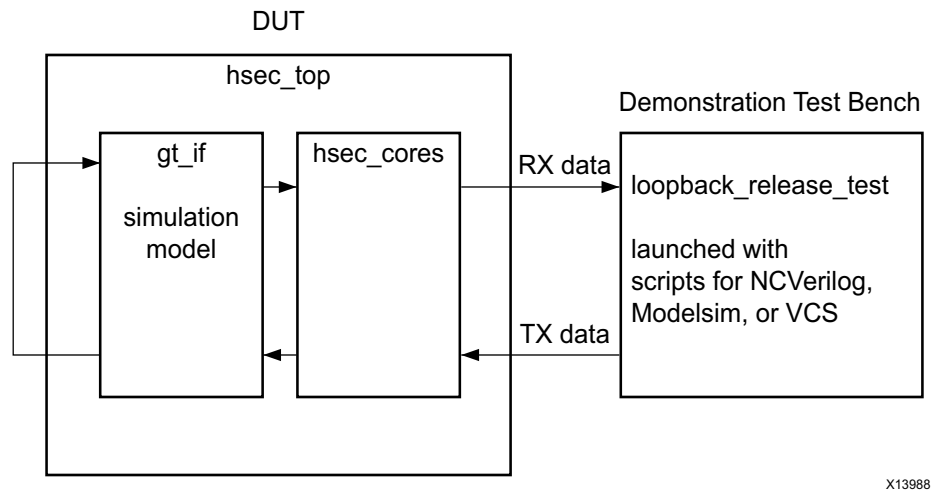 DUT
hsec_top
Demonstration Test Bench
gt_if
simulation
model
hsec_cores
RX data
TX data
loopback_release_test
launched with
scripts for NCVerilog,
Modelsim, or VCS
X13988